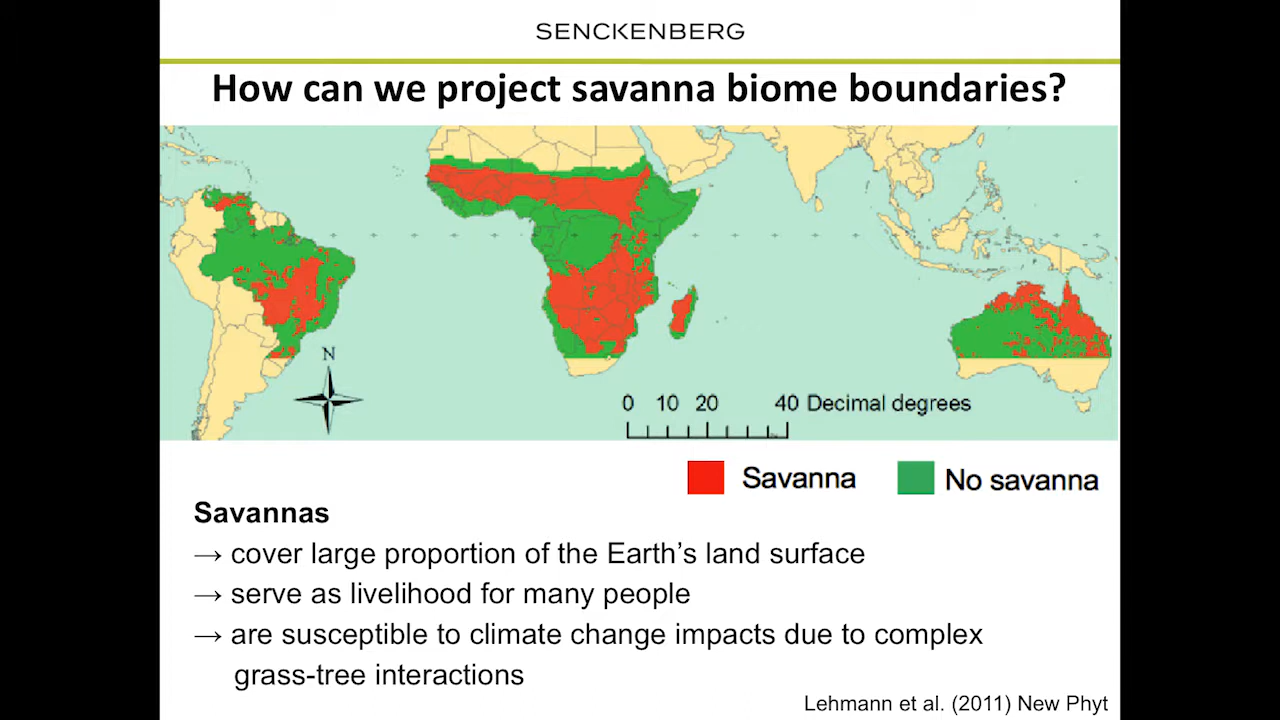 SENCKENBERG
How can we project savanna biome boundaries?
N
0 10 20 40 Decimal degrees
Savanna No savanna
Savannas
→ cover large proportion of the Earth’s land surface
→ serve as livelihood for many people
→ are susceptible to climate change impacts due to complex
grass-tree interactions
Lehmann et al. (2011) New Phyt